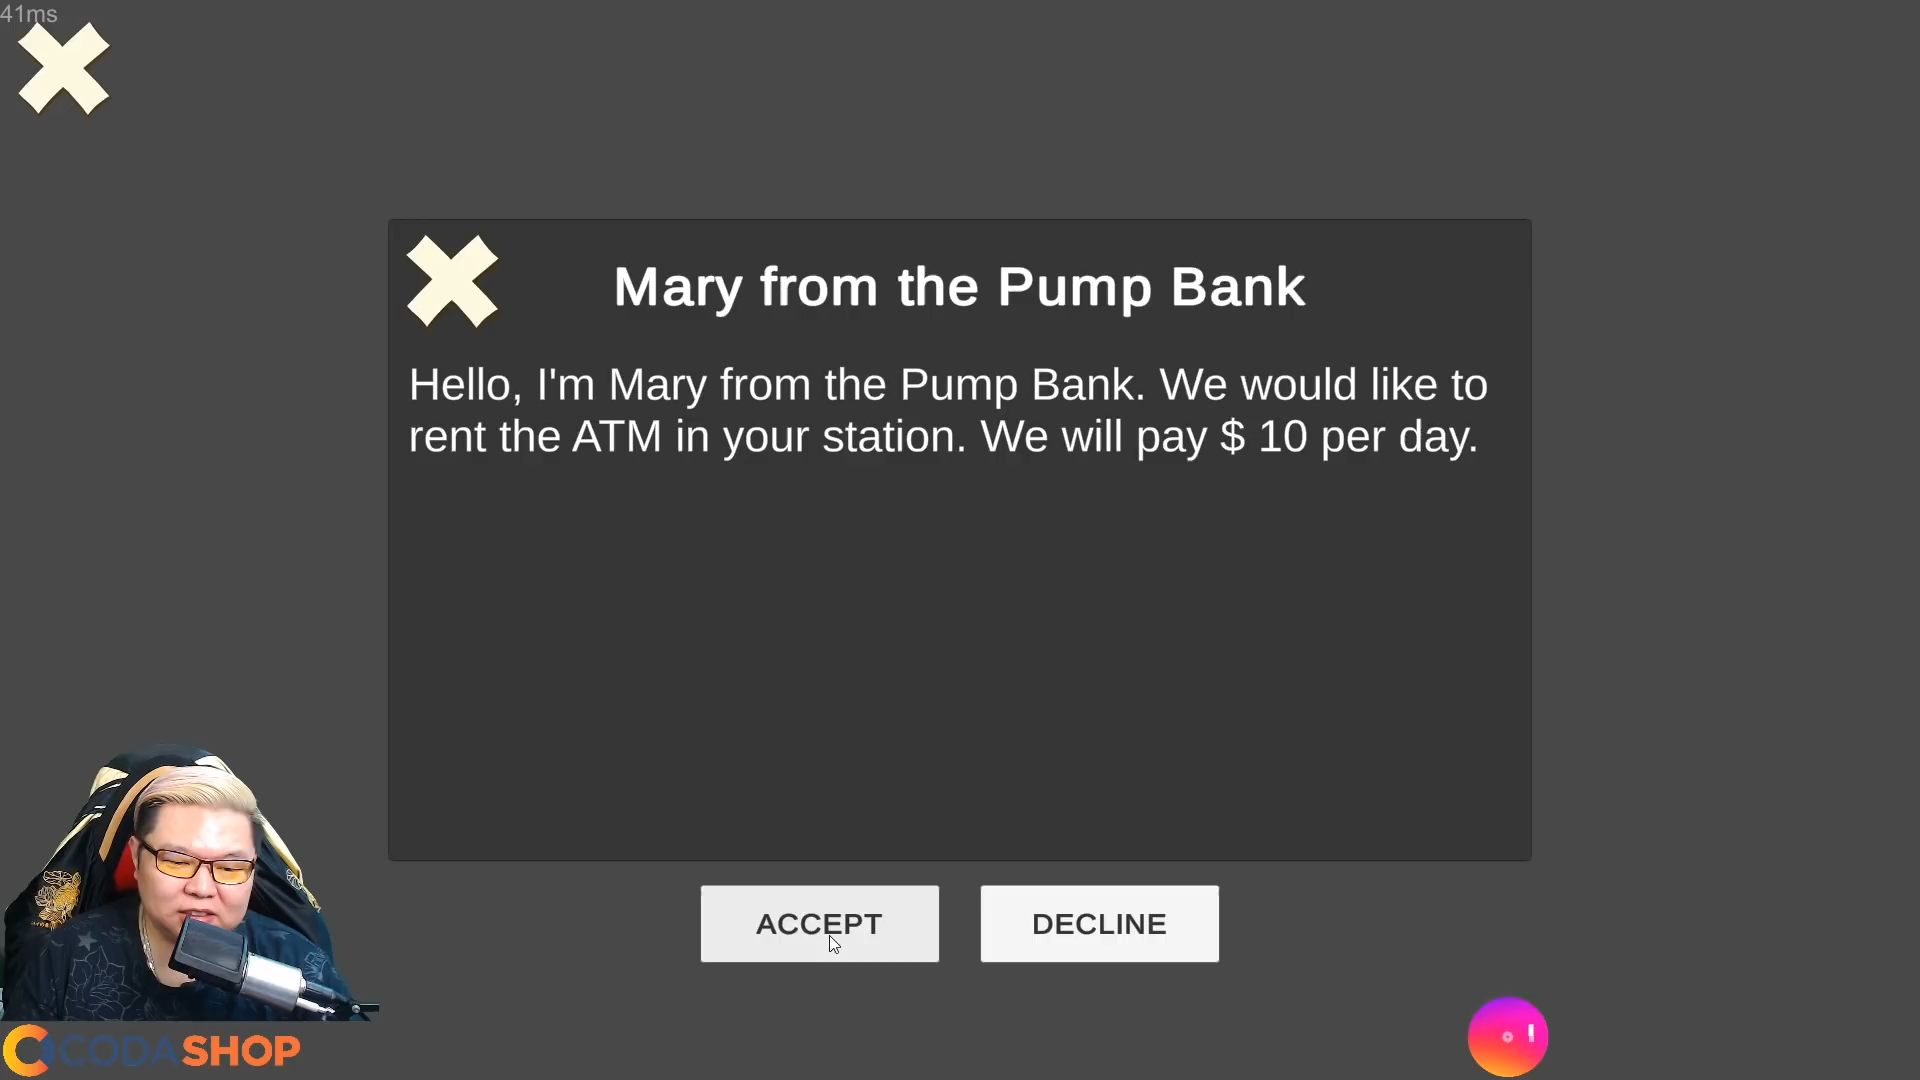 41ms
Mary from the Pump Bank
Hello, I'm Mary from the Pump Bank. We would like to
rent the ATM in your station. We will pay $ 10 per day.
ACCEPT
DECLINE
CODASHOP